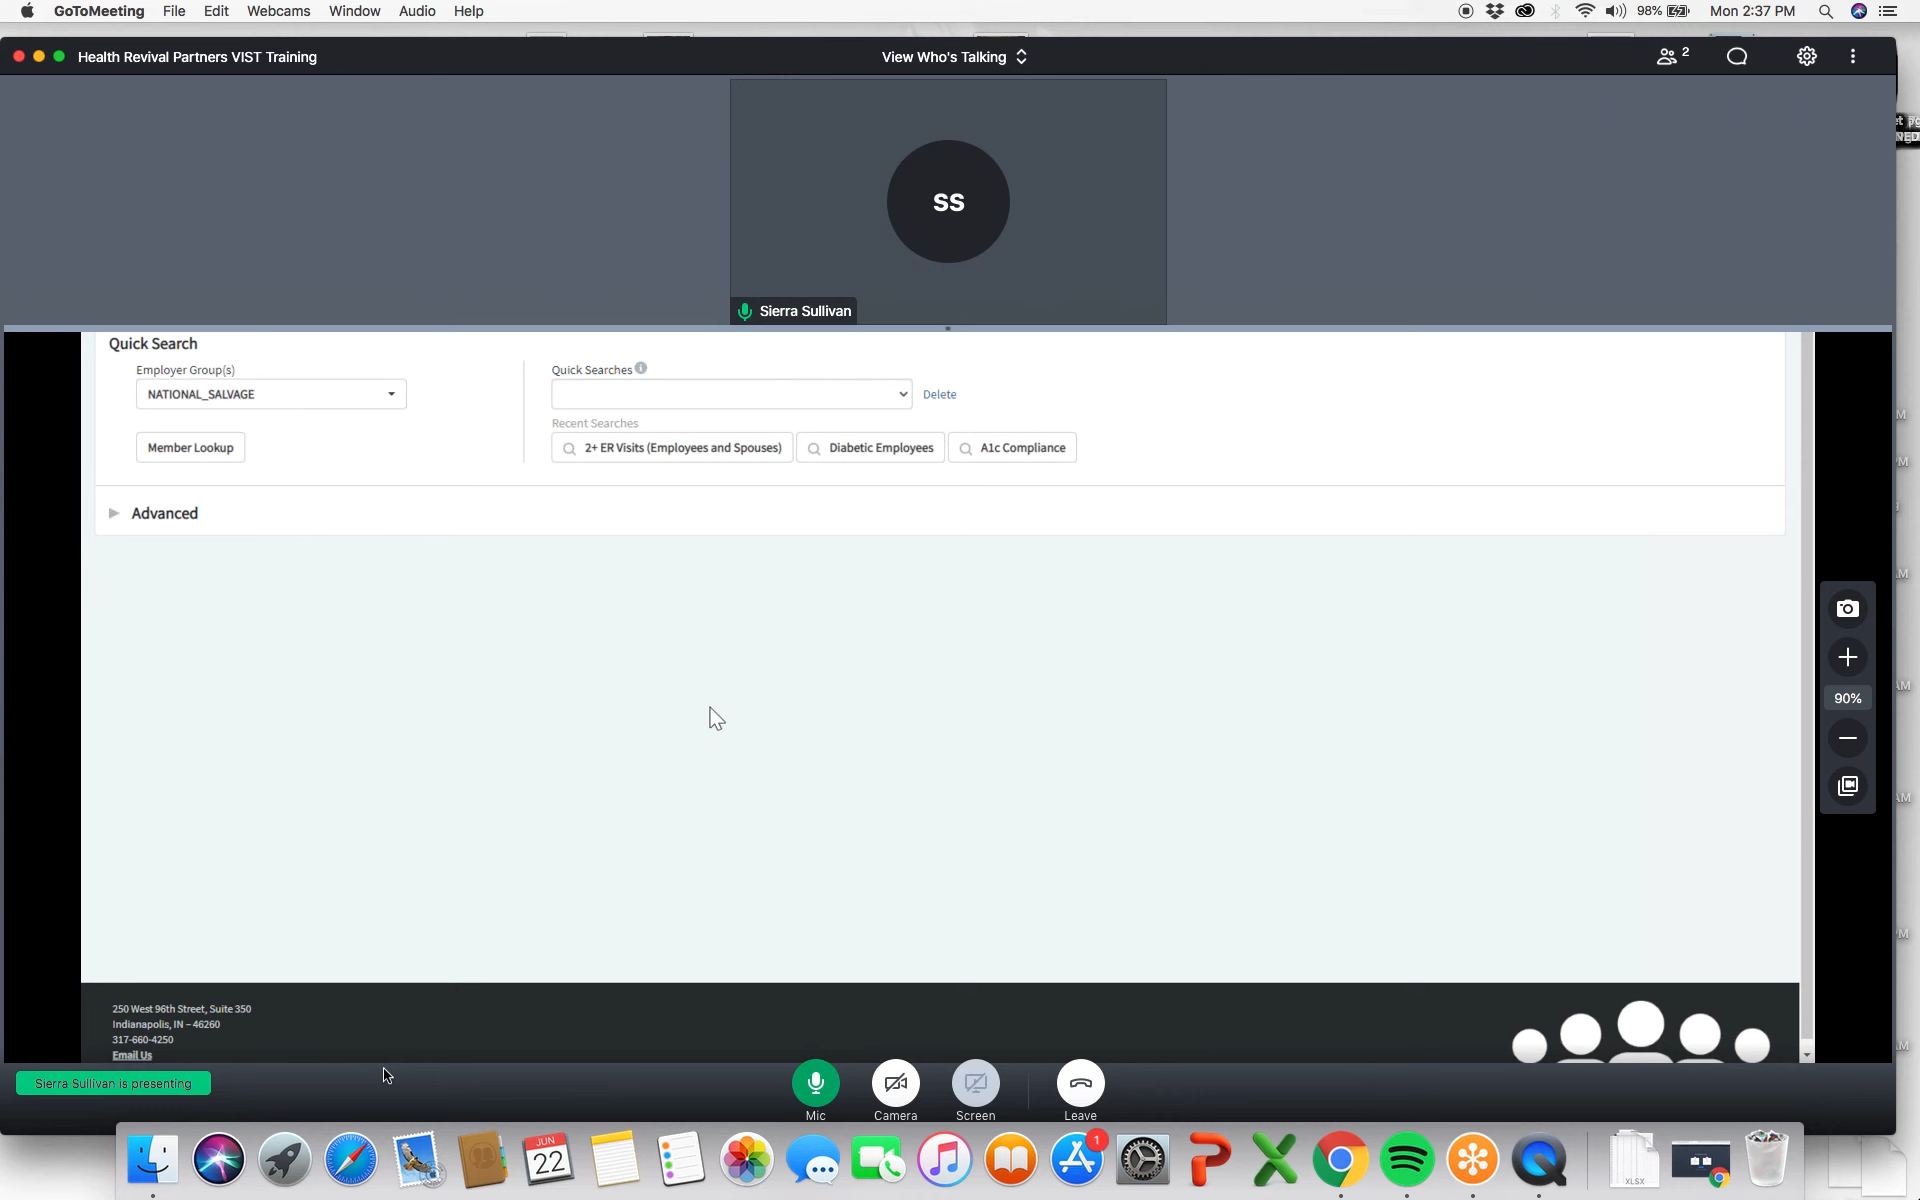 GoToMeeting File Edit Webcams Window Audio Help
98% Mon 2:37 PM
Health Revival Partners VIST Training
View Who's Talking
2
SS
Sierra Sullivan
Quick Search
Employer Group(s)
NATIONAL_SALVAGE
Member Lookup
Quick Searches
Delete
Recent Searches
2+ ER Visits (Employees and Spouses)
Diabetic Employees
A1c Compliance
Advanced
90%
250 West 96th Street, Suite 350
Indianapolis, IN – 46260
317-660-4250
Email Us
Sierra Sullivan is presenting
Mic
Camera
Screen
Leave
JUN
22
1
XLSX